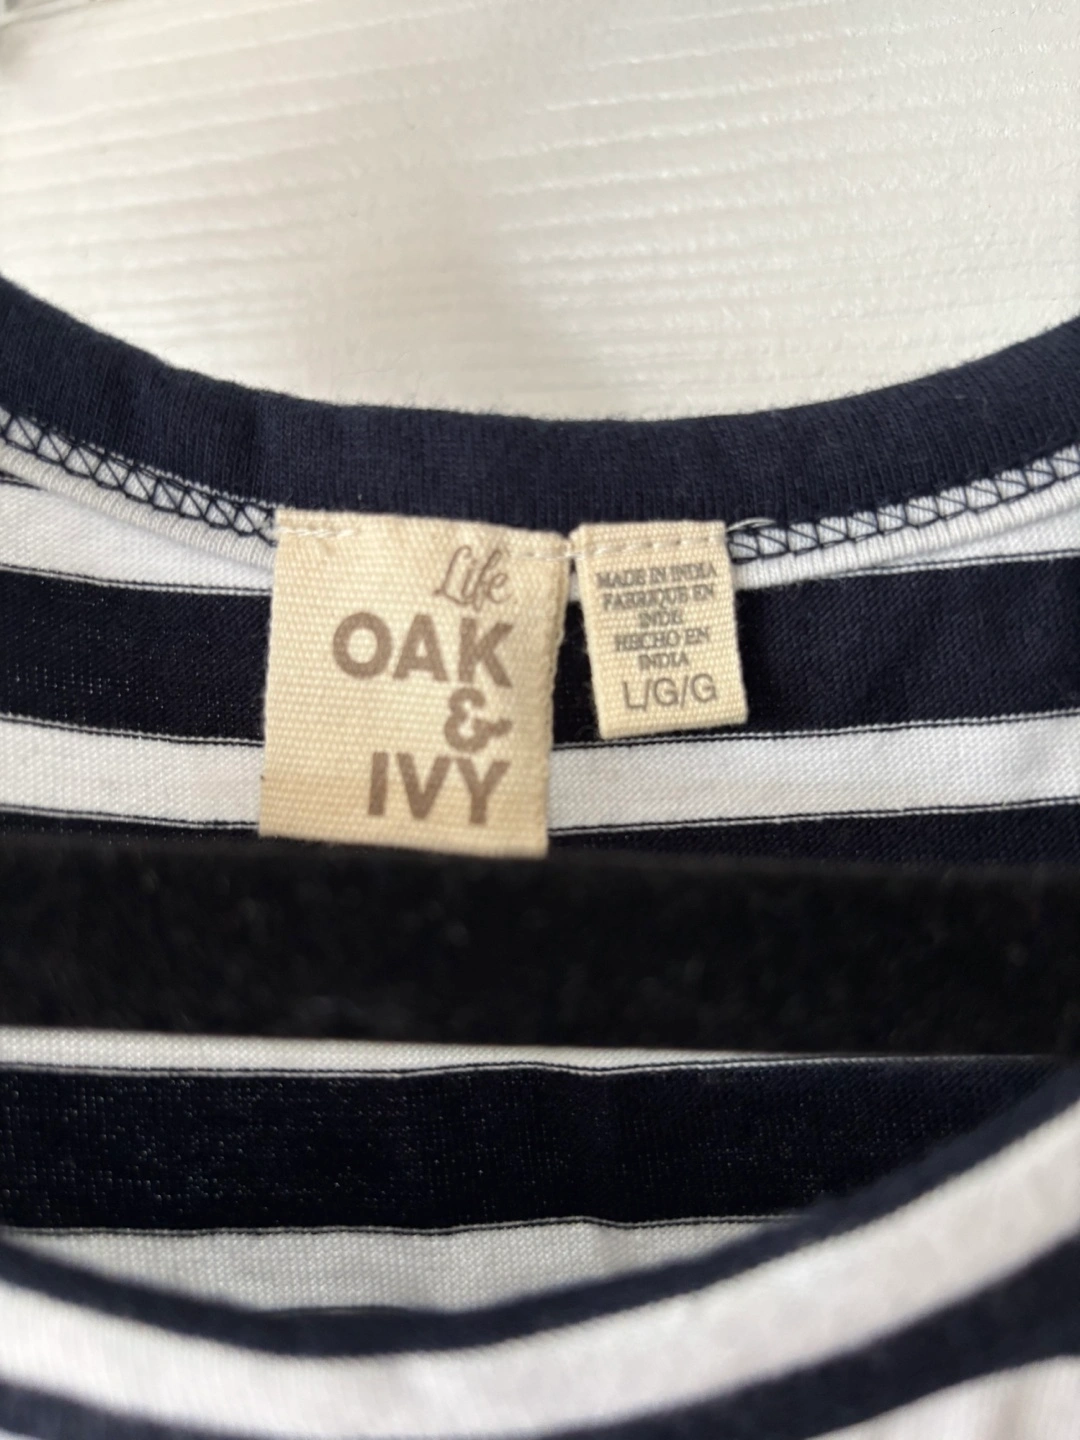 Life
OAK
&
IVY
MADE IN INDIA
FABRIQUE EN
INDE
HECHO EN
INDIA
L/G/G